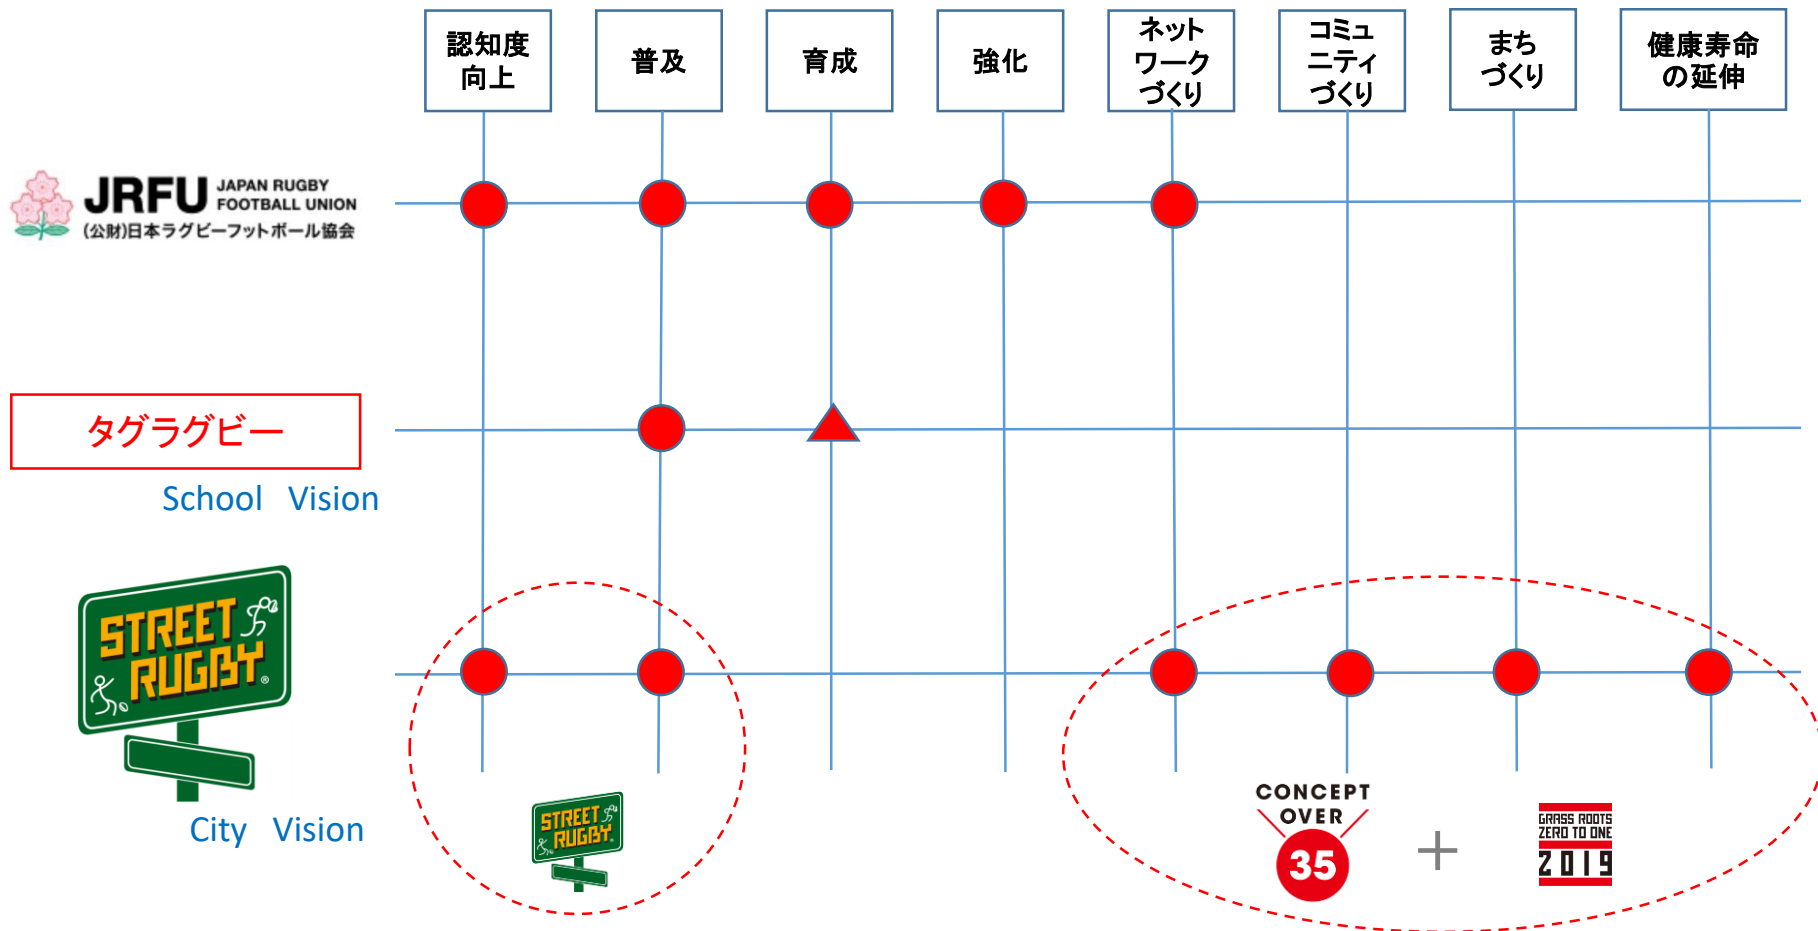 認知度
向上
普及
育成
強化
ネット
ワーク
づくり
コミュ
ニティ
づくり
まち
づくり
健康寿命
の延伸
JRFU
JAPAN RUGBY
FOOTBALL UNION
(公財)日本ラグビーフットボール協会
タグラグビー
School Vision
STREET
RUGBY®
City Vision
STREET
RUGBY
CONCEPT
OVER
35
+
GRASS ROOTS
ZERO TO ONE
2019